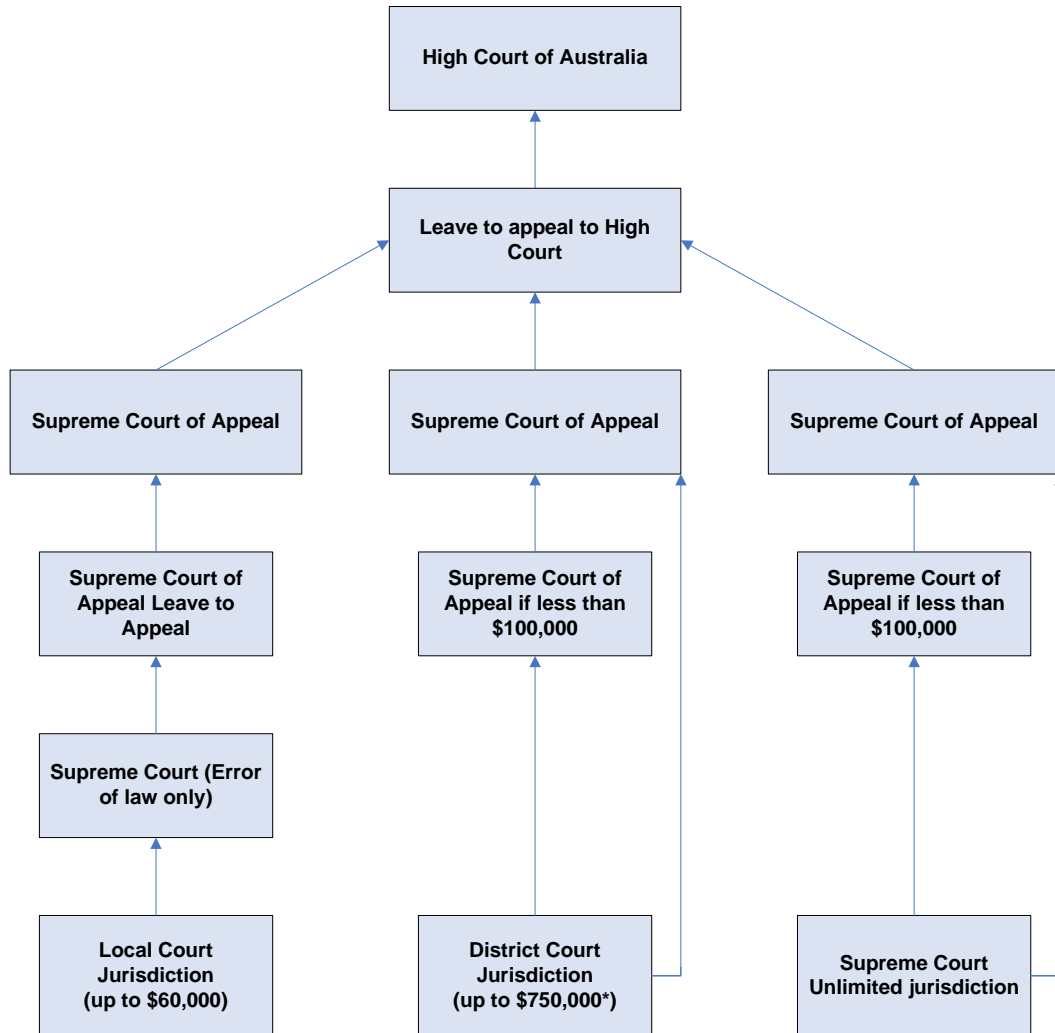 High Court of Australia
Leave to appeal to High
Court
Supreme Court of Appeal
Supreme Court of Appeal
Supreme Court of Appeal
Supreme Court of
Appeal Leave to
Appeal
Supreme Court of
Appeal if less than
$100,000
Supreme Court of
Appeal if less than
$100,000
Supreme Court (Error
of law only)
Local Court
Jurisdiction
(up to $60,000)
District Court
Jurisdiction
(up to $750,000*)
Supreme Court
Unlimited jurisdiction